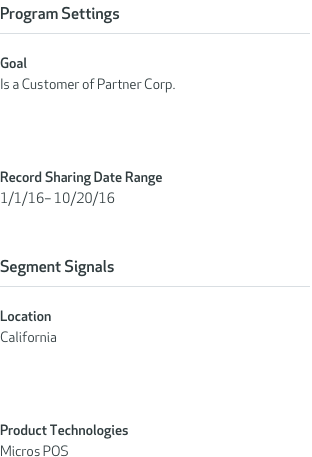 Program Settings
Goal
Is a Customer of Partner Corp.
Record Sharing Date Range
1/1/16– 10/20/16
Segment Signals
Location
California
Product Technologies
Micros POS